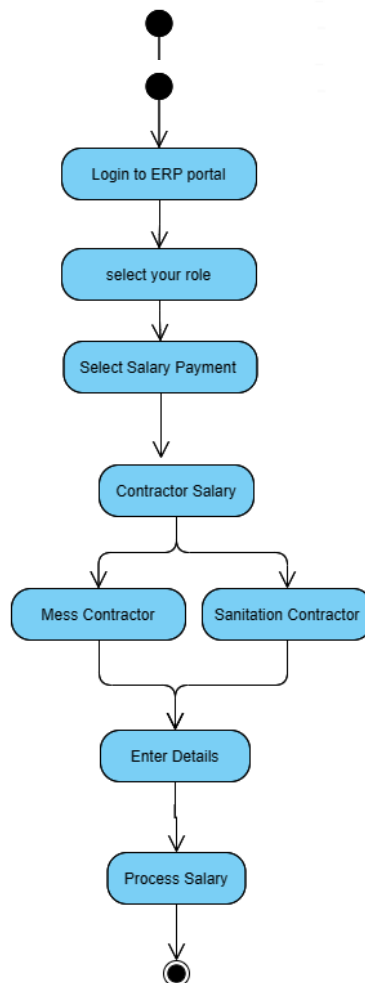 Login to ERP portal
select your role
Select Salary Payment
Contractor Salary
Mess Contractor
Sanitation Contractor
Enter Details
Process Salary